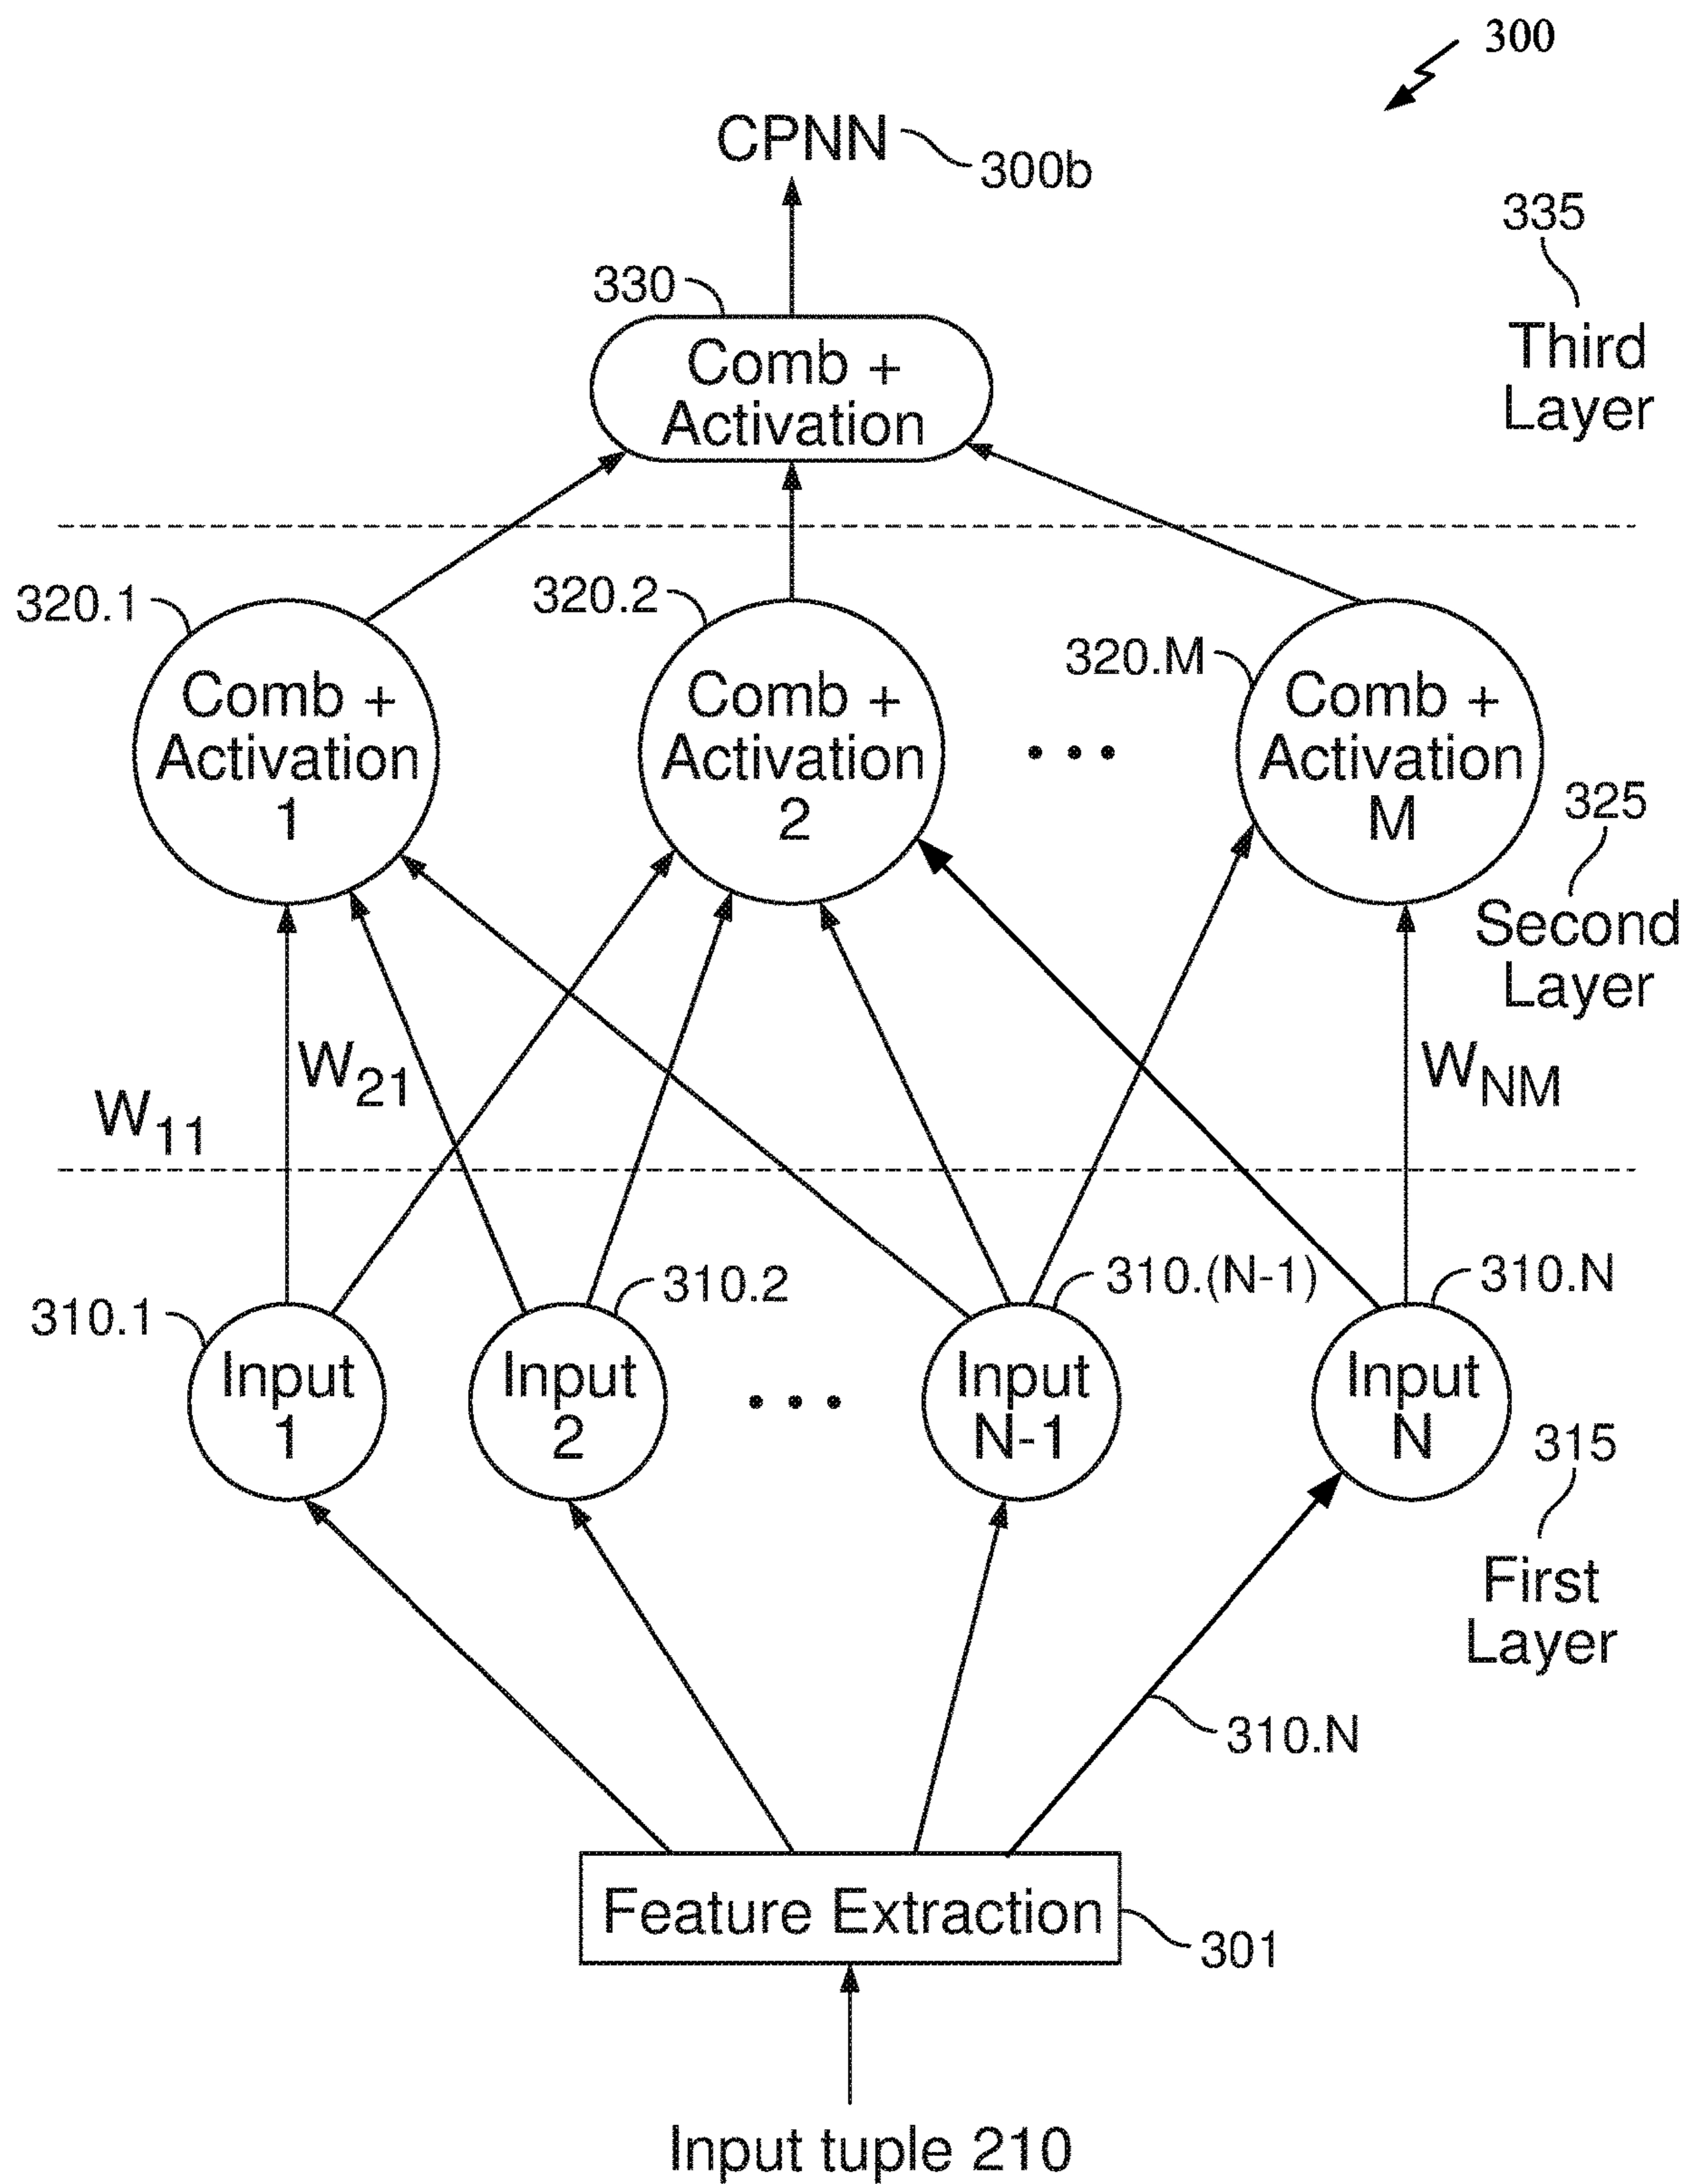 300
CPNN
300b
335
330
Comb +
Activation
Third
Layer
320.1
320.2
320.M
Comb +
Activation
1
Comb +
Activation
2
Comb +
Activation
M
325
Second
Layer
W11
W21
WNM
310.1
310.2
310.(N-1)
310.N
Input
1
Input
2
Input
N-1
Input
N
315
First
Layer
310.N
Feature Extraction
301
Input tuple 210